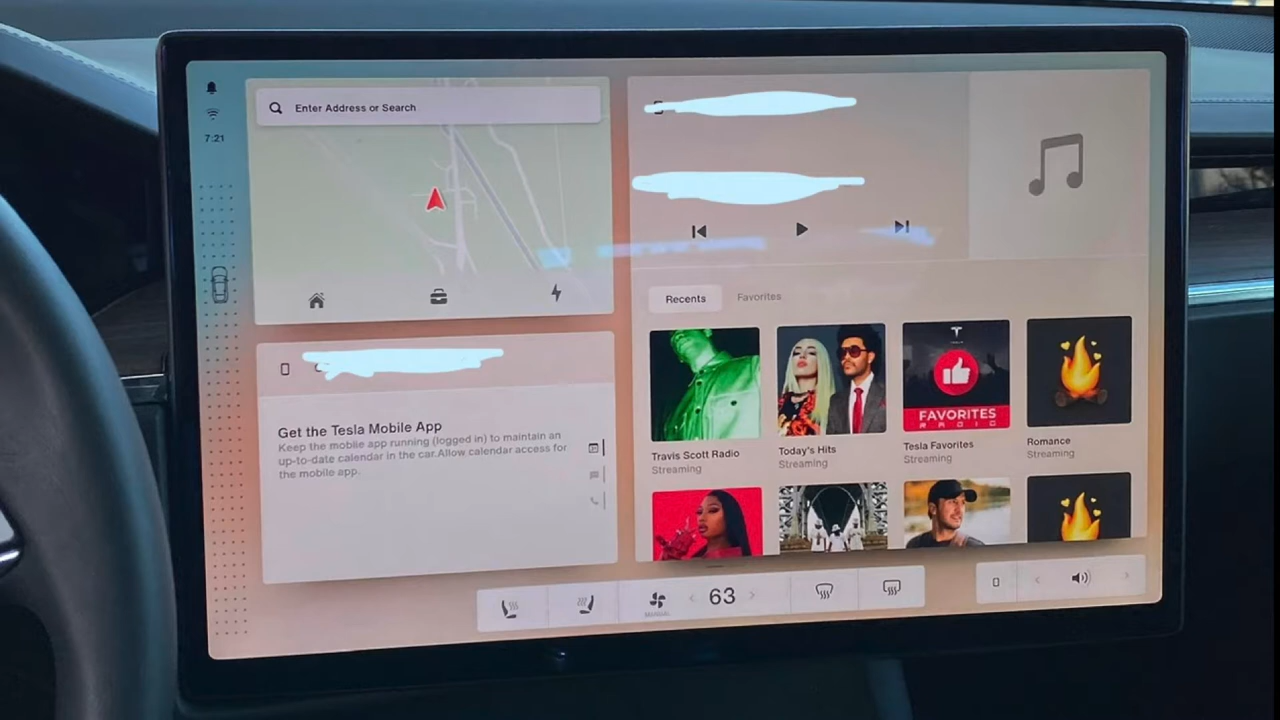 7:21
Enter Address or Search
Get the Tesla Mobile App
Keep the mobile app running (logged in) to maintain an
up-to-date calendar in the car.Allow calendar access for
the mobile app.
Recents
Favorites
FAVORITES
RADIO
Travis Scott Radio
Streaming
Today's Hits
Streaming
Tesla Favorites
Streaming
Romance
Streaming
MANUAL
63